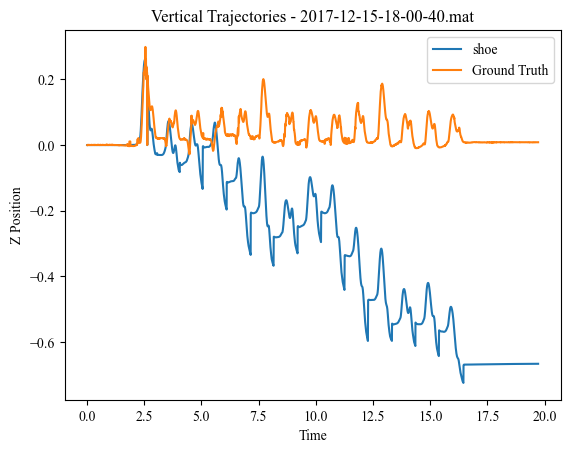 Vertical Trajectories - 2017-12-15-18-00-40.mat
shoe
Ground Truth
Z Position
0.2
0.0
−0.2
−0.4
−0.6
0.0
2.5
5.0
7.5
10.0
12.5
15.0
17.5
20.0
Time